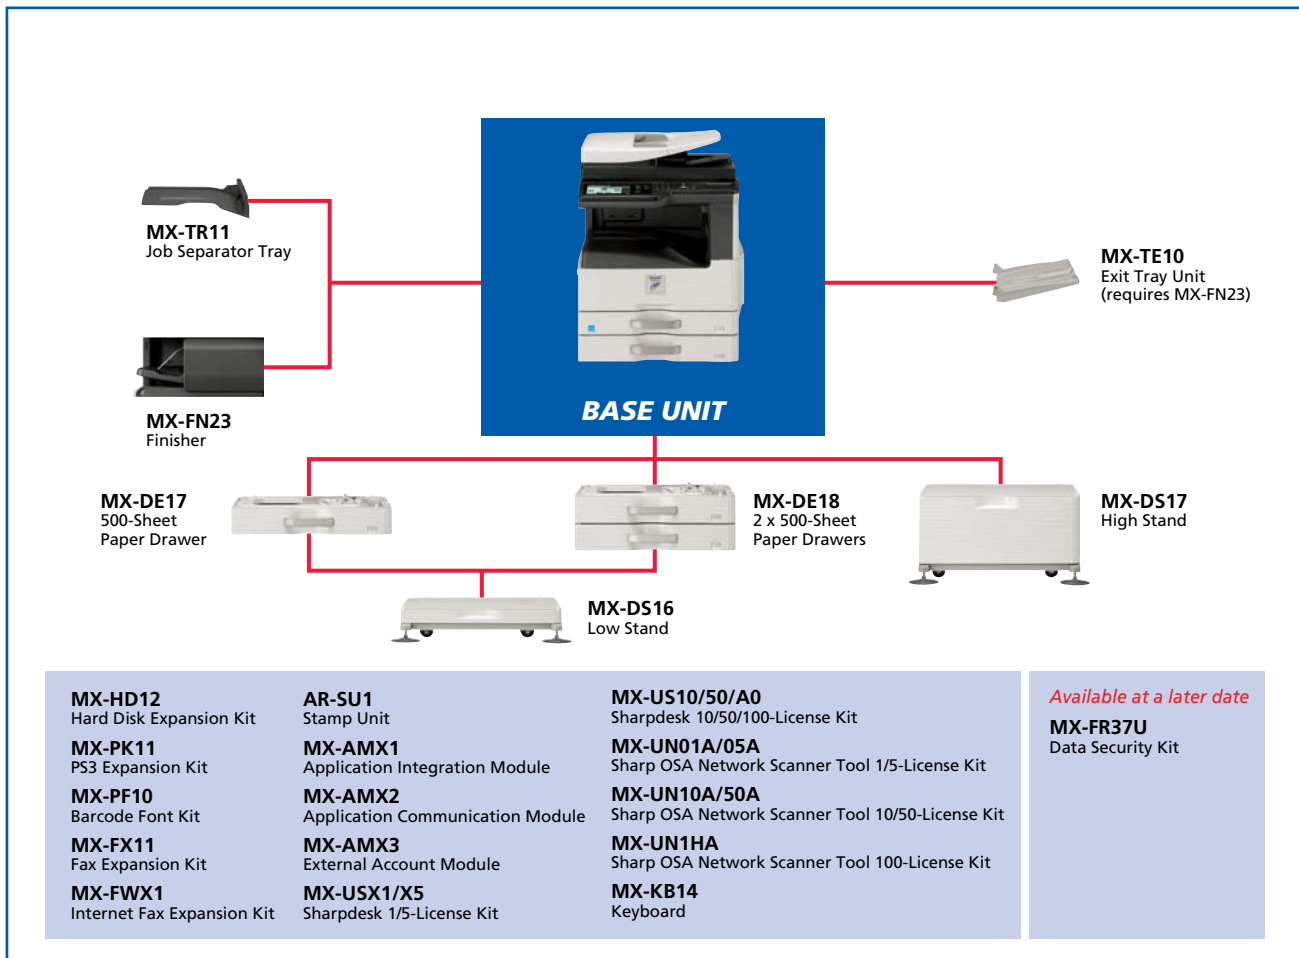 BASE UNIT
MX-TR11
Job Separator Tray
MX-FN23
Finisher
MX-TE10
Exit Tray Unit
(requires MX-FN23)
MX-DE17
500-Sheet
Paper Drawer
MX-DE18
2 x 500-Sheet
Paper Drawers
MX-DS17
High Stand
MX-DS16
Low Stand
MX-HD12
Hard Disk Expansion Kit
MX-PK11
PS3 Expansion Kit
MX-PF10
Barcode Font Kit
MX-FX11
Fax Expansion Kit
MX-FWX1
Internet Fax Expansion Kit
AR-SU1
Stamp Unit
MX-AMX1
Application Integration Module
MX-AMX2
Application Communication Module
MX-AMX3
External Account Module
MX-USX1/X5
Sharpdesk 1/5-License Kit
MX-US10/50/A0
Sharpdesk 10/50/100-License Kit
MX-UN01A/05A
Sharp OSA Network Scanner Tool 1/5-License Kit
MX-UN10A/50A
Sharp OSA Network Scanner Tool 10/50-License Kit
MX-UN1HA
Sharp OSA Network Scanner Tool 100-License Kit
MX-KB14
Keyboard
Available at a later date
MX-FR37U
Data Security Kit